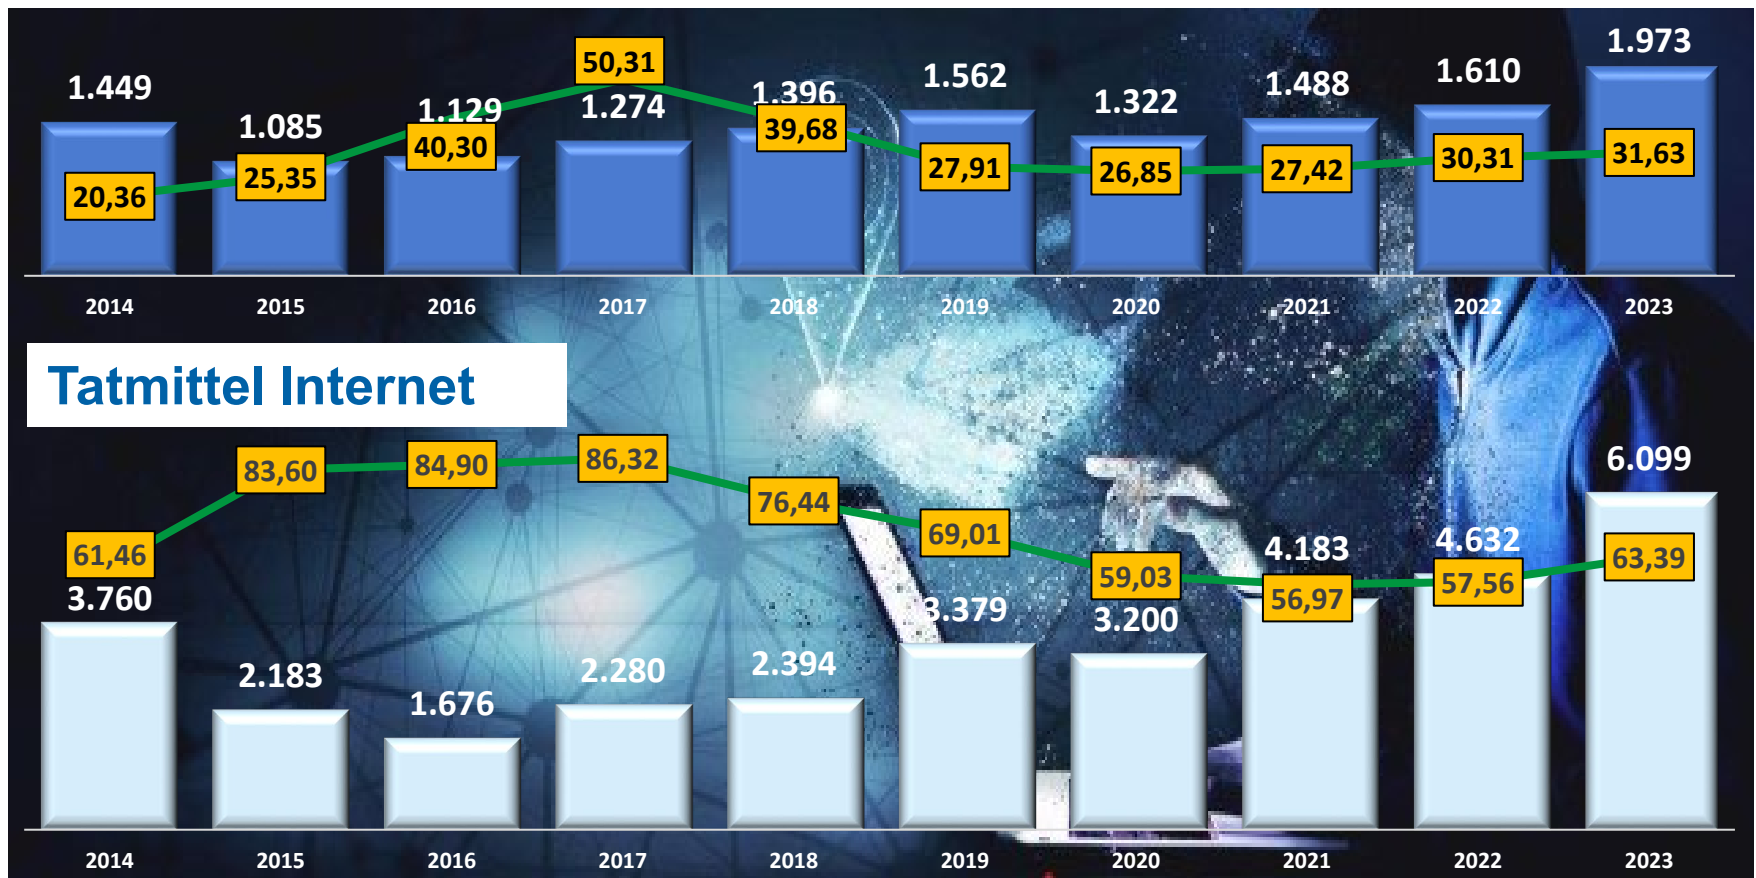 1.449 1.085 1.129 1.274 1.396 1.562 1.322 1.488 1.610 1.973
20,36 25,35 40,30 50,31 39,68 27,91 26,85 27,42 30,31 31,63
2014 2015 2016 2017 2018 2019 2020 2021 2022 2023
Tatmittel Internet
61,46 83,60 84,90 86,32 76,44 69,01 59,03 56,97 57,56 63,39
3.760 2.183 1.676 2.280 2.394 3.379 3.200 4.183 4.632 6.099
2014 2015 2016 2017 2018 2019 2020 2021 2022 2023